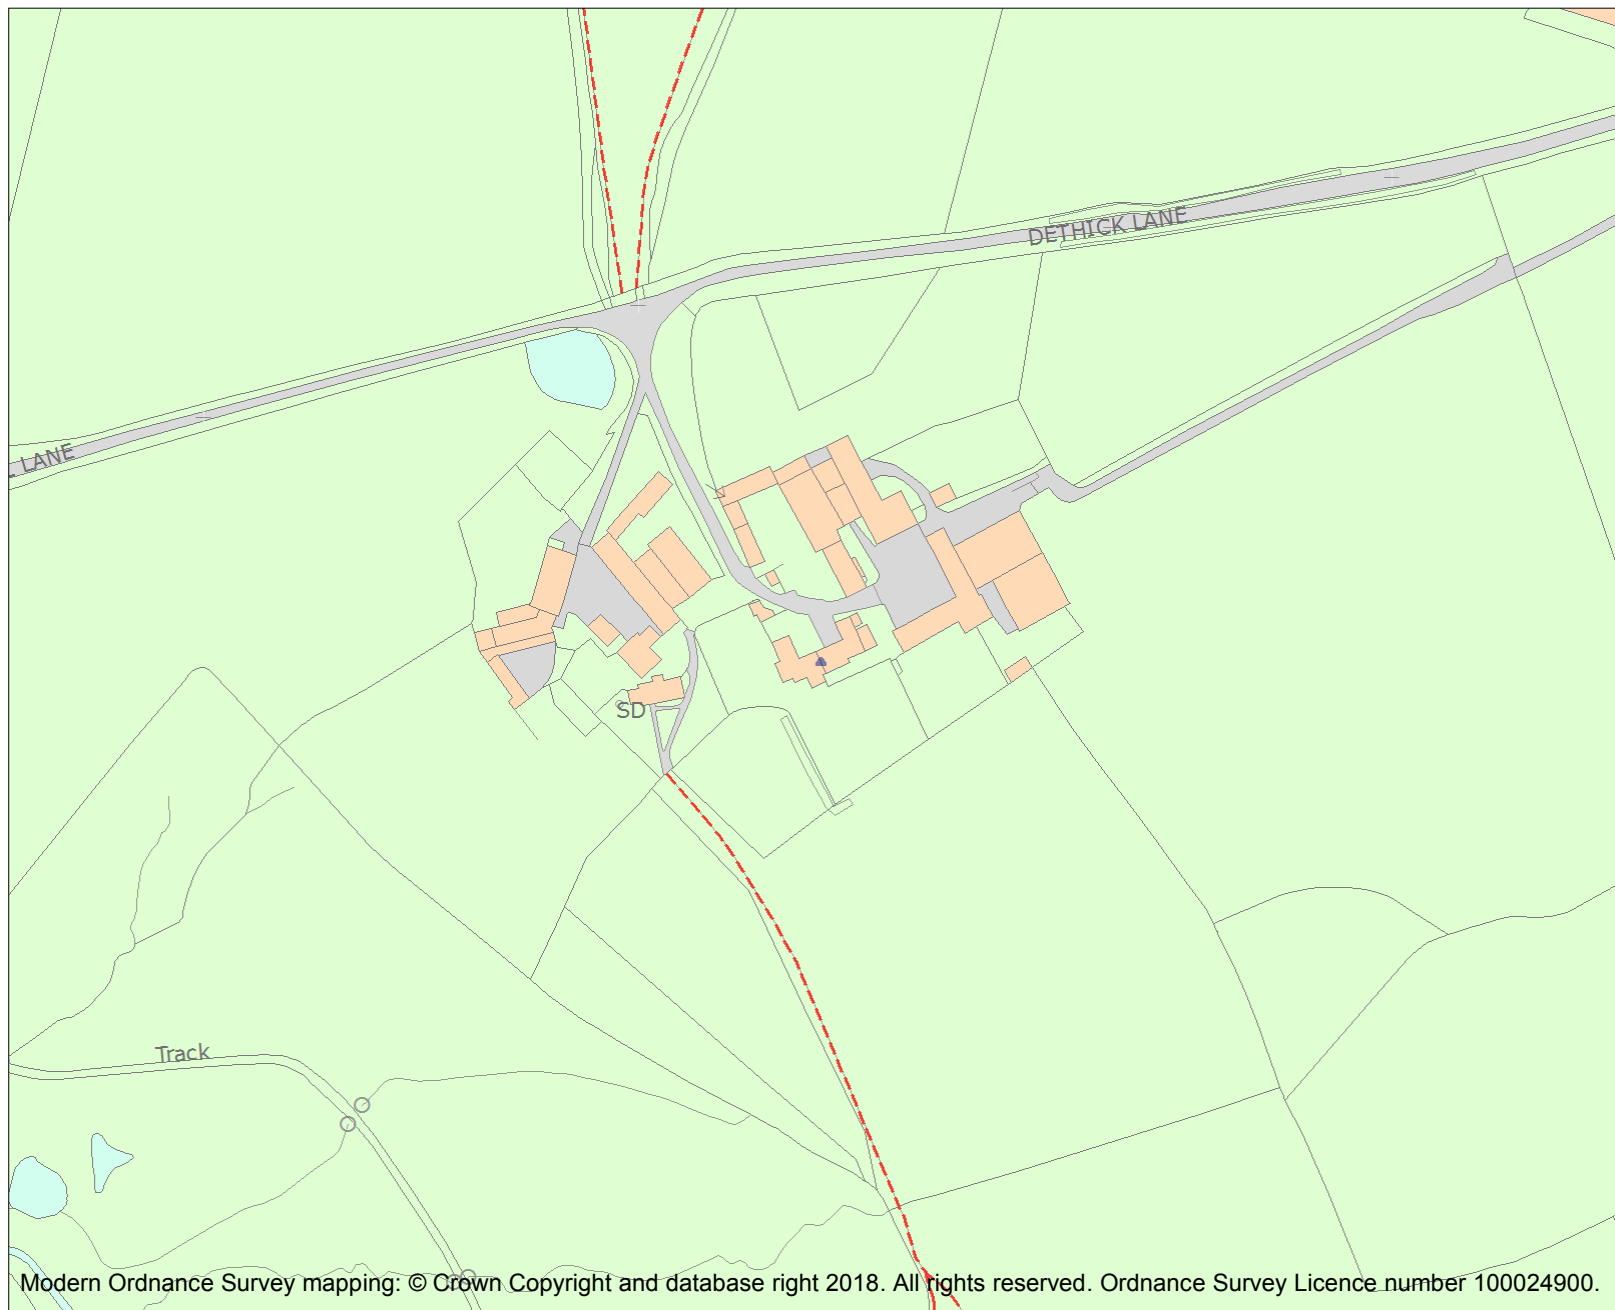 DETHICK LANE
LANE
SD
Track
Modern Ordnance Survey mapping: © Crown Copyright and database right 2018. All rights reserved. Ordnance Survey Licence number 100024900.